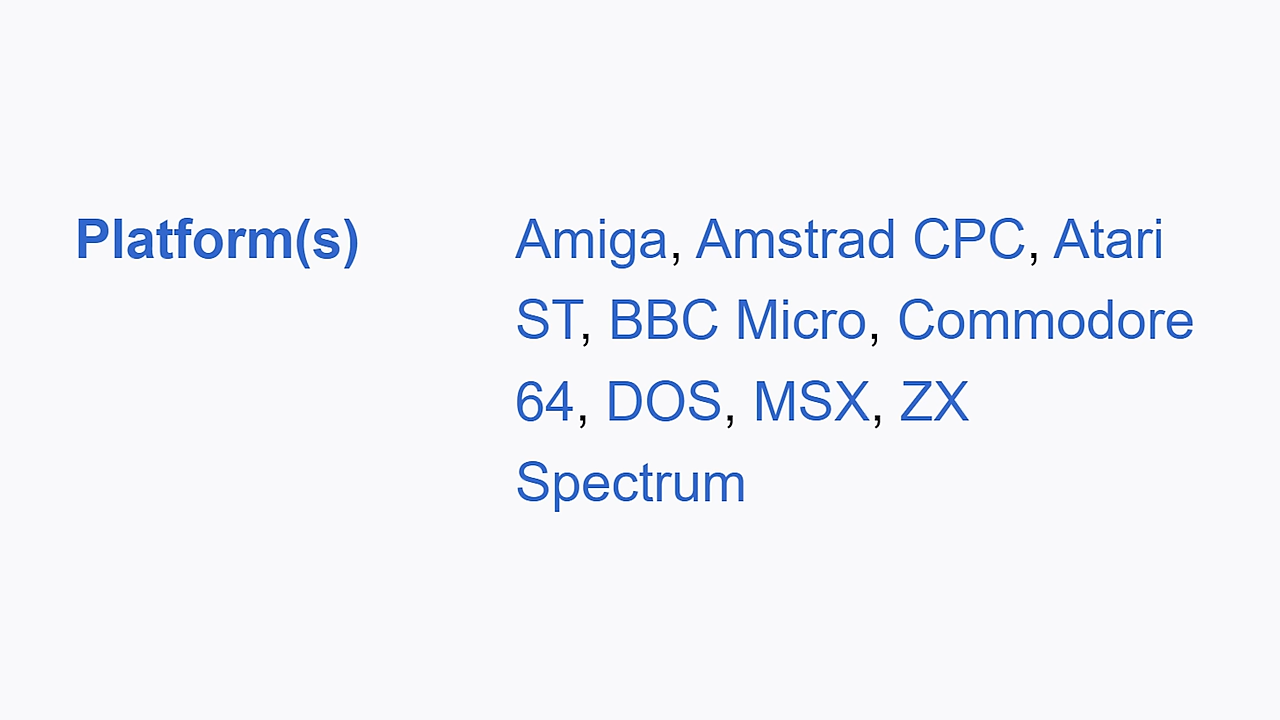 Platform(s) Amiga, Amstrad CPC, Atari
ST, BBC Micro, Commodore
64, DOS, MSX, ZX
Spectrum